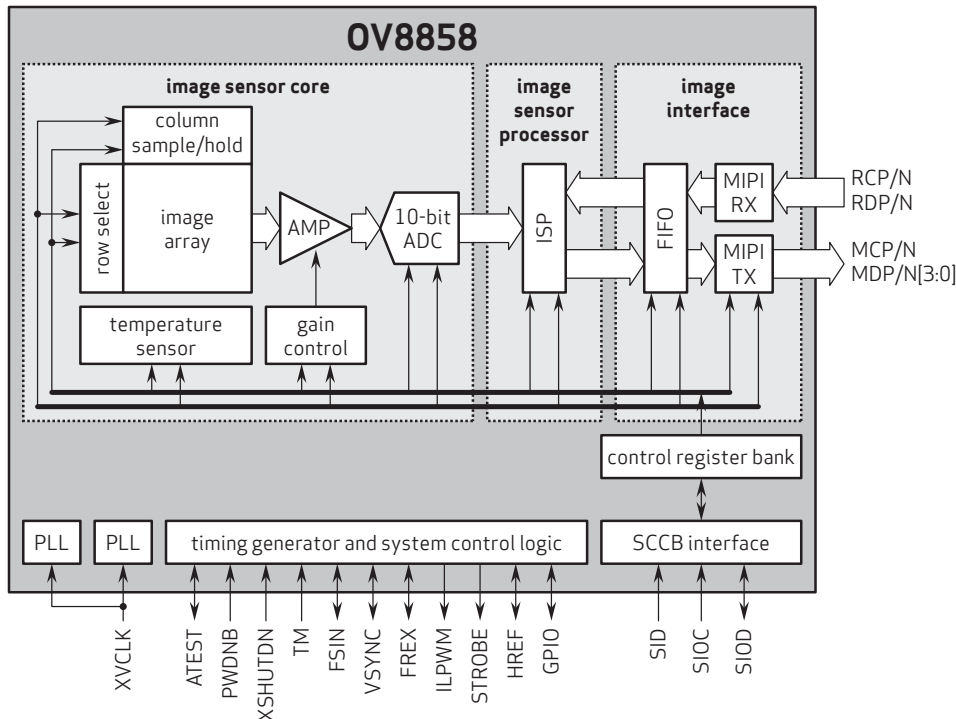 OV8858
image sensor core
image
sensor
processor
image
interface
column
sample/hold
row select
image
array
AMP
10-bit
ADC
ISP
FIFO
MIPI
RX
MIPI
TX
RCP/N
RDP/N
MCP/N
MDP/N[3:0]
temperature
sensor
gain
control
control register bank
PLL
PLL
timing generator and system control logic
SCCB interface
XVCLK
ATEST
PWDNB
XSHUTDN
TM
FSIN
VSYNC
FREX
ILPWM
STROBE
HREF
GPIO
SID
SIOC
SIOD